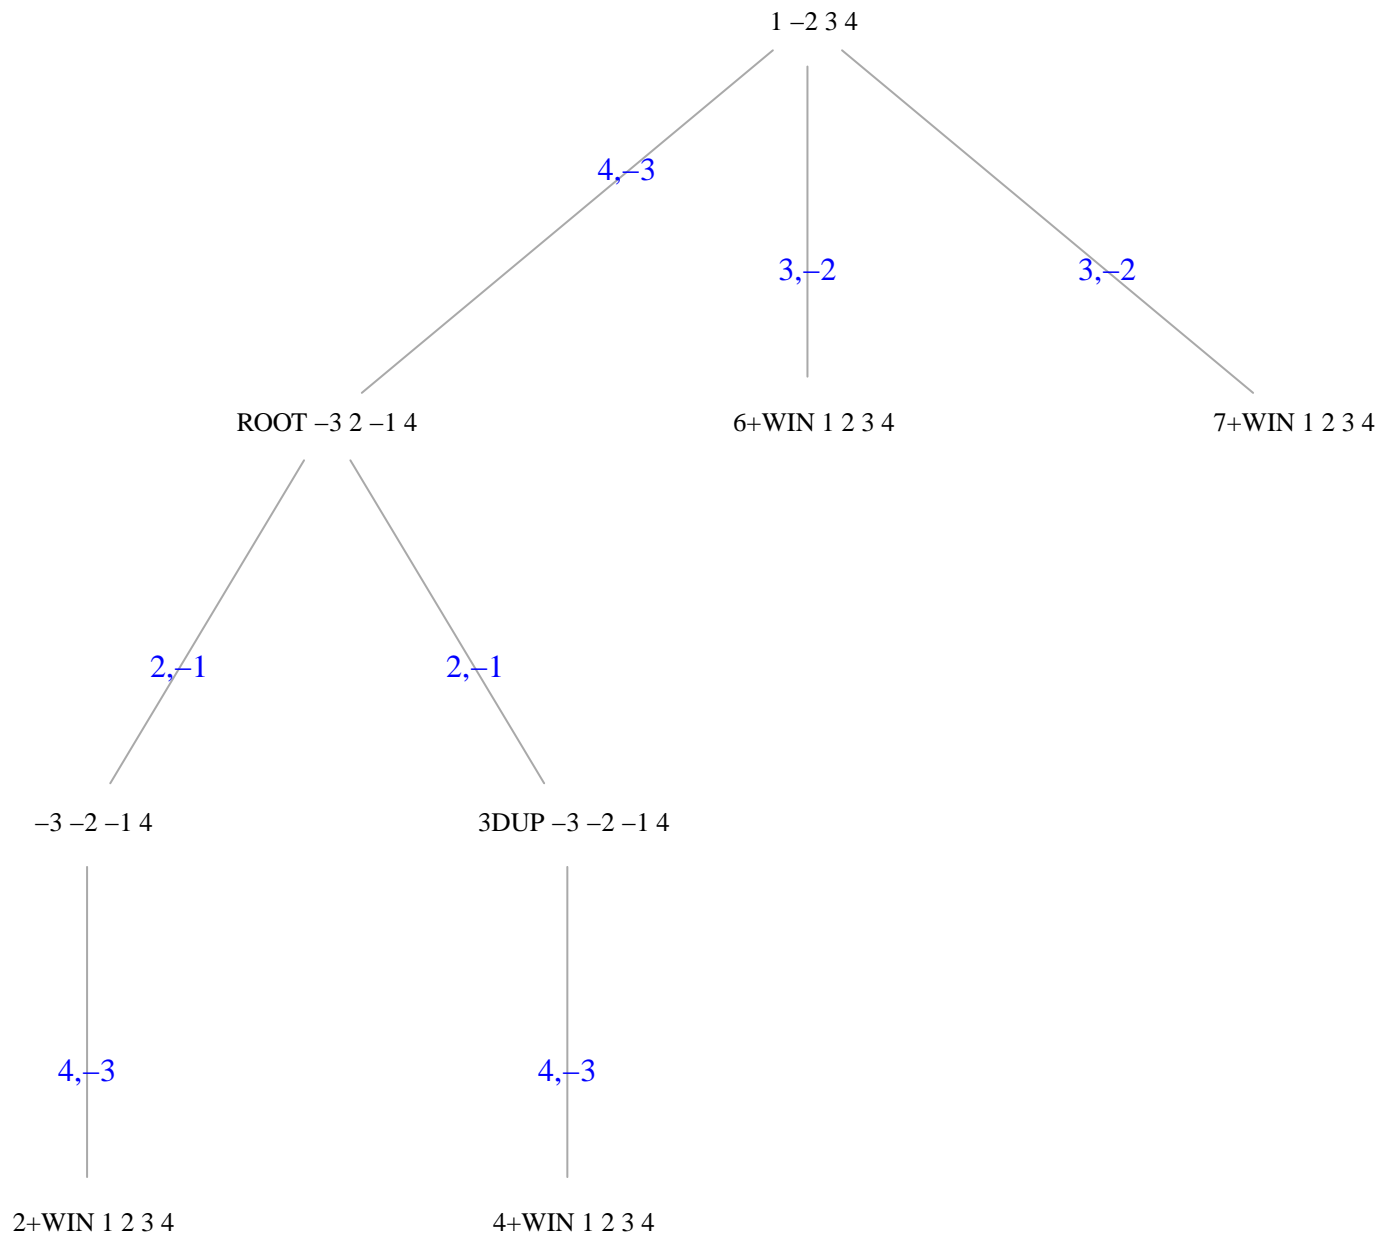 1 –2 3 4
4,–3
3,–2
3,–2
ROOT –3 2 –1 4
6+WIN 1 2 3 4
7+WIN 1 2 3 4
2,–1
2,–1
–3 –2 –1 4
3DUP –3 –2 –1 4
4,–3
4,–3
2+WIN 1 2 3 4
4+WIN 1 2 3 4